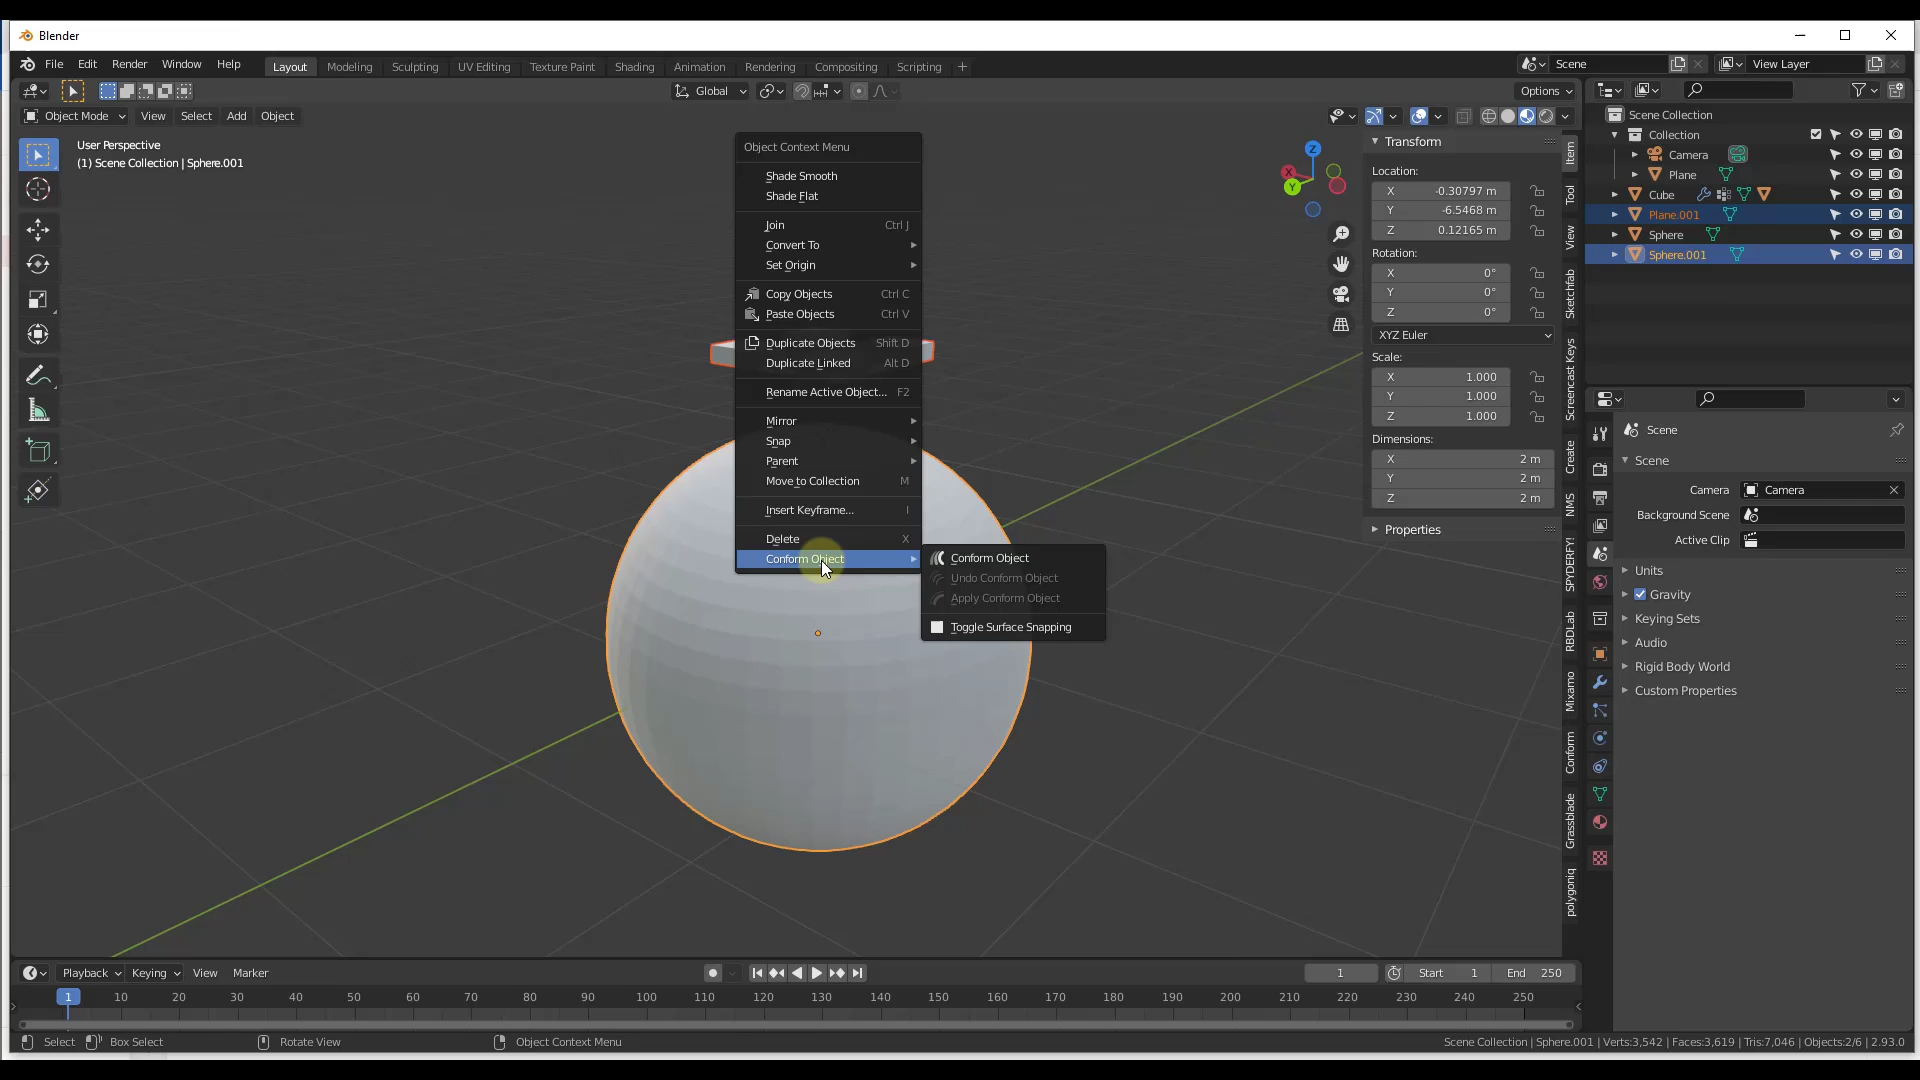 Blender
File Edit Render Window Help
Layout Modeling Sculpting UV Editing Texture Paint Shading Animation Rendering Compositing Scripting +
Scene
View Layer
Global
Options
Object Mode View Select Add Object
User Perspective
(1) Scene Collection | Sphere.001
Object Context Menu
Shade Smooth
Shade Flat
Join Ctrl J
Convert To
Set Origin
Copy Objects Ctrl C
Paste Objects Ctrl V
Duplicate Objects Shift D
Duplicate Linked Alt D
Rename Active Object... F2
Mirror
Snap
Parent
Move to Collection M
Insert Keyframe... I
Delete X
Conform Object
Conform Object
Undo Conform Object
Apply Conform Object
Toggle Surface Snapping
Z
X
Y
Transform
Location:
X -0.30797 m
Y -6.5468 m
Z 0.12165 m
Rotation:
X 0°
Y 0°
Z 0°
XYZ Euler
Scale:
X 1.000
Y 1.000
Z 1.000
Dimensions:
X 2 m
Y 2 m
Z 2 m
Properties
Item
Tool
View
Sketchfab
Screencast Keys
Create
NMS
SPYDERFY!
RBDLab
Mixamo
Conform
Grassblade
polygoniq
Scene Collection
Collection
Camera
Plane
Cube
Plane.001
Sphere
Sphere.001
Scene
Scene
Camera Camera
Background Scene
Active Clip
Units
Gravity
Keying Sets
Audio
Rigid Body World
Custom Properties
Playback Keying View Marker
1 Start 1 End 250
1 10 20 30 40 50 60 70 80 90 100 110 120 130 140 150 160 170 180 190 200 210 220 230 240 250
Select Box Select Rotate View Object Context Menu
Scene Collection | Sphere.001 | Verts:3,542 | Faces:3,619 | Tris:7,046 | Objects:2/6 | 2.93.0